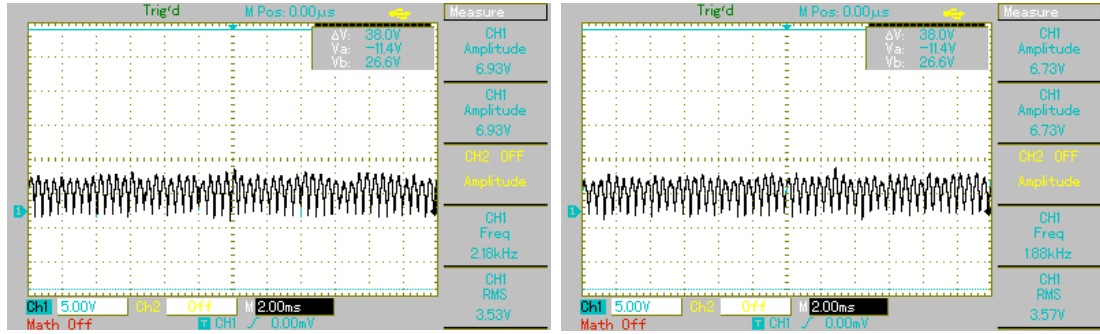 Trig'd M Pos: 0.00µs Measure
ΔV: 38.0V
Va: -11.4V
Vb: 26.6V
CH1
Amplitude
6.93V
CH1
Amplitude
6.93V
CH2 OFF
Amplitude
CH1
Freq
2.18kHz
CH1
RMS
3.53V
1
Ch1 5.00V Ch2 Off M 2.00ms
Math Off T CH1 0.00mV
Trig'd M Pos: 0.00µs Measure
ΔV: 38.0V
Va: -11.4V
Vb: 26.6V
CH1
Amplitude
6.73V
CH1
Amplitude
6.73V
CH2 OFF
Amplitude
CH1
Freq
1.88kHz
CH1
RMS
3.57V
1
Ch1 5.00V Ch2 Off M 2.00ms
Math Off T CH1 0.00mV